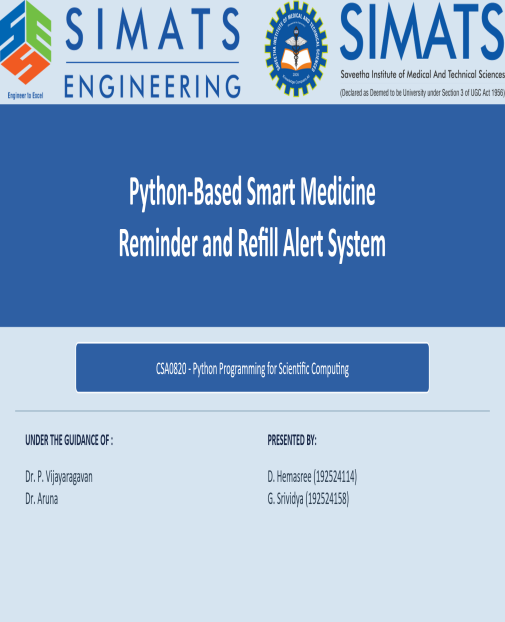 SIMATS
ENGINEERING
Engineer to Excel
SIMATS
Saveetha Institute of Medical And Technical Sciences
(Declared as Deemed to be University under Section 3 of UGC Act 1956)
Python-Based Smart Medicine
Reminder and Refill Alert System
CSA0820 - Python Programming for Scientific Computing
UNDER THE GUIDANCE OF :
Dr. P. Vijayaragavan
Dr. Aruna
PRESENTED BY:
D. Hemasree (192524114)
G. Srividya (192524158)